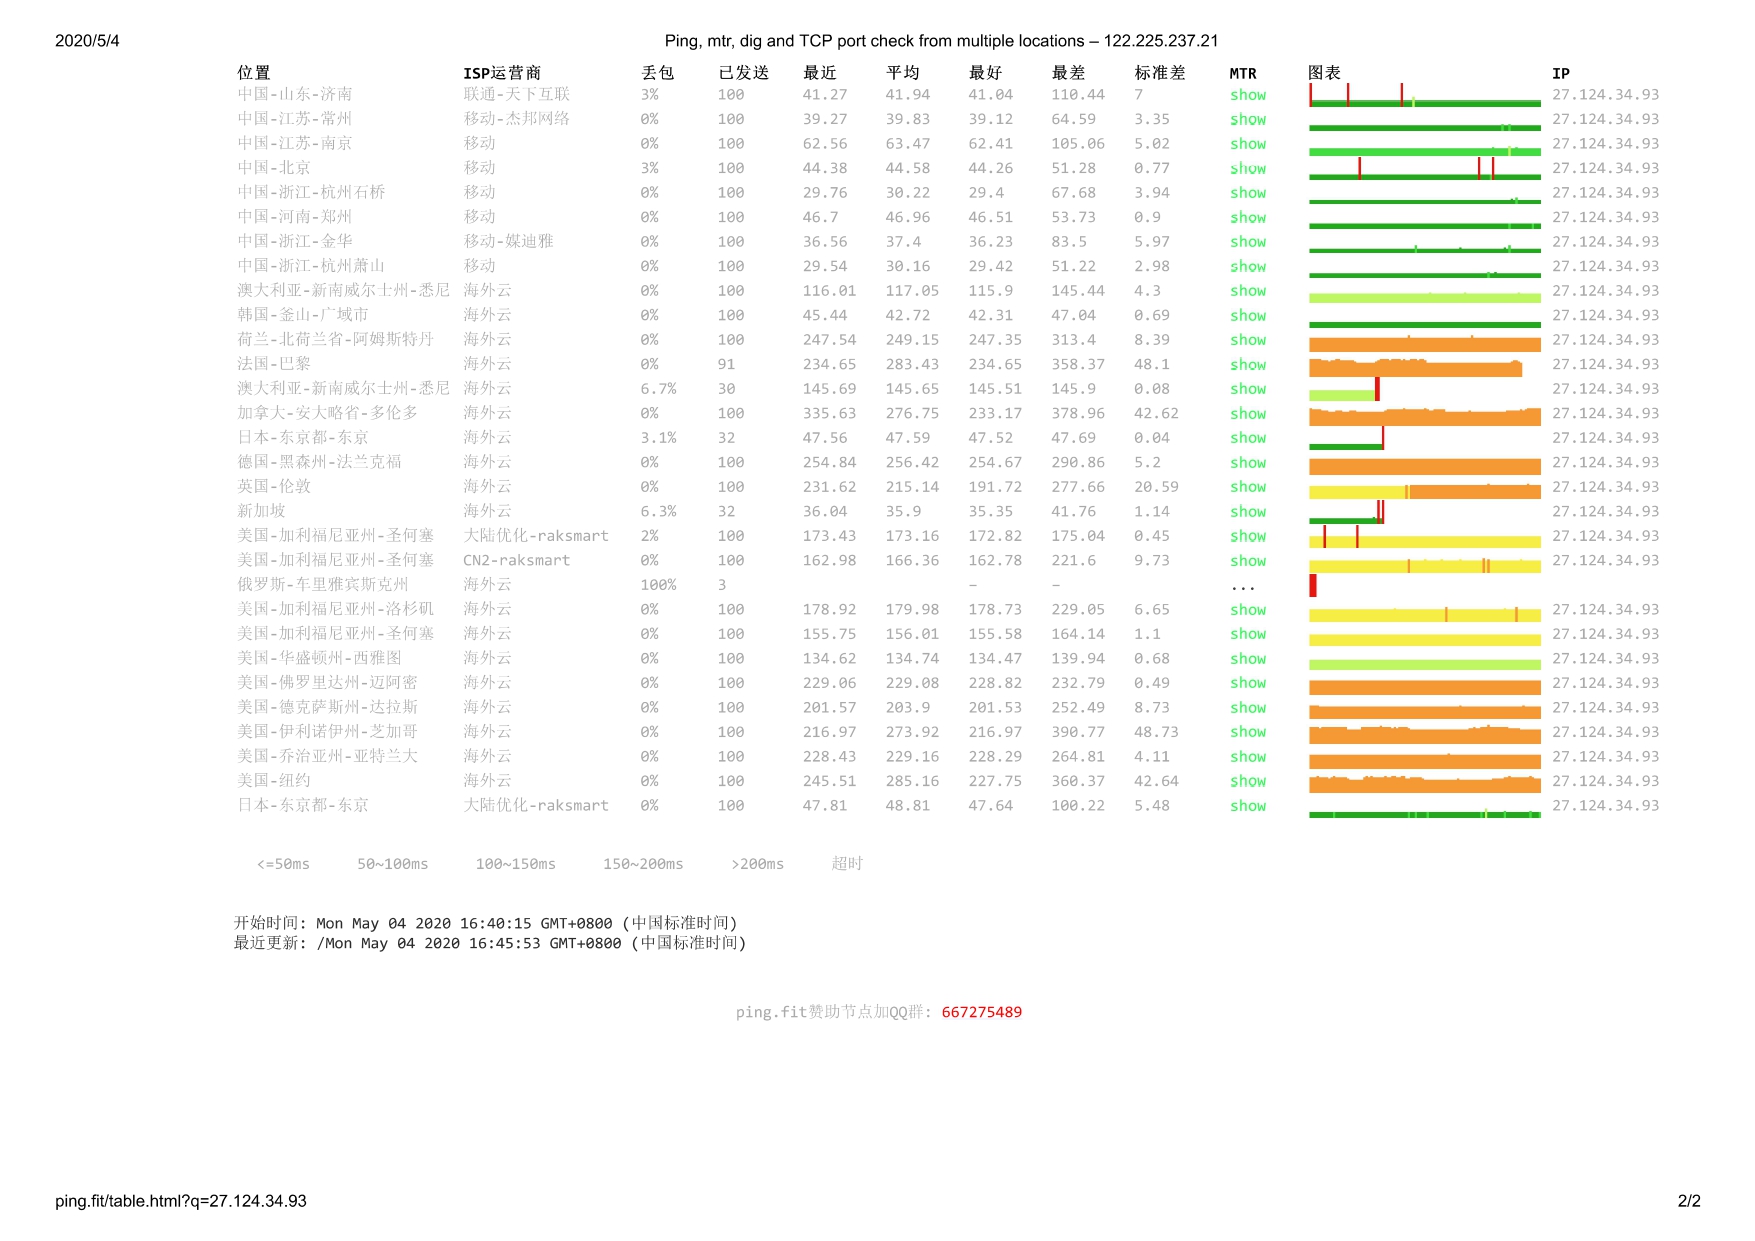 2020/5/4 Ping, mtr, dig and TCP port check from multiple locations – 122.225.237.21
位置 ISP运营商 丢包 已发送 最近 平均 最好 最差 标准差 MTR 图表 IP
中国-山东-济南 联通-天下互联 3% 100 41.27 41.94 41.04 110.44 7 show 27.124.34.93
中国-江苏-常州 移动-杰邦网络 0% 100 39.27 39.83 39.12 64.59 3.35 show 27.124.34.93
中国-江苏-南京 移动 0% 100 62.56 63.47 62.41 105.06 5.02 show 27.124.34.93
中国-北京 移动 3% 100 44.38 44.58 44.26 51.28 0.77 show 27.124.34.93
中国-浙江-杭州石桥 移动 0% 100 29.76 30.22 29.4 67.68 3.94 show 27.124.34.93
中国-河南-郑州 移动 0% 100 46.7 46.96 46.51 53.73 0.9 show 27.124.34.93
中国-浙江-金华 移动-媒迪雅 0% 100 36.56 37.4 36.23 83.5 5.97 show 27.124.34.93
中国-浙江-杭州萧山 移动 0% 100 29.54 30.16 29.42 51.22 2.98 show 27.124.34.93
澳大利亚-新南威尔士州-悉尼 海外云 0% 100 116.01 117.05 115.9 145.44 4.3 show 27.124.34.93
韩国-釜山-广域市 海外云 0% 100 45.44 42.72 42.31 47.04 0.69 show 27.124.34.93
荷兰-北荷兰省-阿姆斯特丹 海外云 0% 100 247.54 249.15 247.35 313.4 8.39 show 27.124.34.93
法国-巴黎 海外云 0% 91 234.65 283.43 234.65 358.37 48.1 show 27.124.34.93
澳大利亚-新南威尔士州-悉尼 海外云 6.7% 30 145.69 145.65 145.51 145.9 0.08 show 27.124.34.93
加拿大-安大略省-多伦多 海外云 0% 100 335.63 276.75 233.17 378.96 42.62 show 27.124.34.93
日本-东京都-东京 海外云 3.1% 32 47.56 47.59 47.52 47.69 0.04 show 27.124.34.93
德国-黑森州-法兰克福 海外云 0% 100 254.84 256.42 254.67 290.86 5.2 show 27.124.34.93
英国-伦敦 海外云 0% 100 231.62 215.14 191.72 277.66 20.59 show 27.124.34.93
新加坡 海外云 6.3% 32 36.04 35.9 35.35 41.76 1.14 show 27.124.34.93
美国-加利福尼亚州-圣何塞 大陆优化-raksmart 2% 100 173.43 173.16 172.82 175.04 0.45 show 27.124.34.93
美国-加利福尼亚州-圣何塞 CN2-raksmart 0% 100 162.98 166.36 162.78 221.6 9.73 show 27.124.34.93
俄罗斯-车里雅宾斯克州 海外云 100% 3 – – ...
美国-加利福尼亚州-洛杉矶 海外云 0% 100 178.92 179.98 178.73 229.05 6.65 show 27.124.34.93
美国-加利福尼亚州-圣何塞 海外云 0% 100 155.75 156.01 155.58 164.14 1.1 show 27.124.34.93
美国-华盛顿州-西雅图 海外云 0% 100 134.62 134.74 134.47 139.94 0.68 show 27.124.34.93
美国-佛罗里达州-迈阿密 海外云 0% 100 229.06 229.08 228.82 232.79 0.49 show 27.124.34.93
美国-德克萨斯州-达拉斯 海外云 0% 100 201.57 203.9 201.53 252.49 8.73 show 27.124.34.93
美国-伊利诺伊州-芝加哥 海外云 0% 100 216.97 273.92 216.97 390.77 48.73 show 27.124.34.93
美国-乔治亚州-亚特兰大 海外云 0% 100 228.43 229.16 228.29 264.81 4.11 show 27.124.34.93
美国-纽约 海外云 0% 100 245.51 285.16 227.75 360.37 42.64 show 27.124.34.93
日本-东京都-东京 大陆优化-raksmart 0% 100 47.81 48.81 47.64 100.22 5.48 show 27.124.34.93
<=50ms 50~100ms 100~150ms 150~200ms >200ms 超时
开始时间: Mon May 04 2020 16:40:15 GMT+0800 (中国标准时间)
最近更新: /Mon May 04 2020 16:45:53 GMT+0800 (中国标准时间)
ping.fit赞助节点加QQ群: 667275489
ping.fit/table.html?q=27.124.34.93 2/2